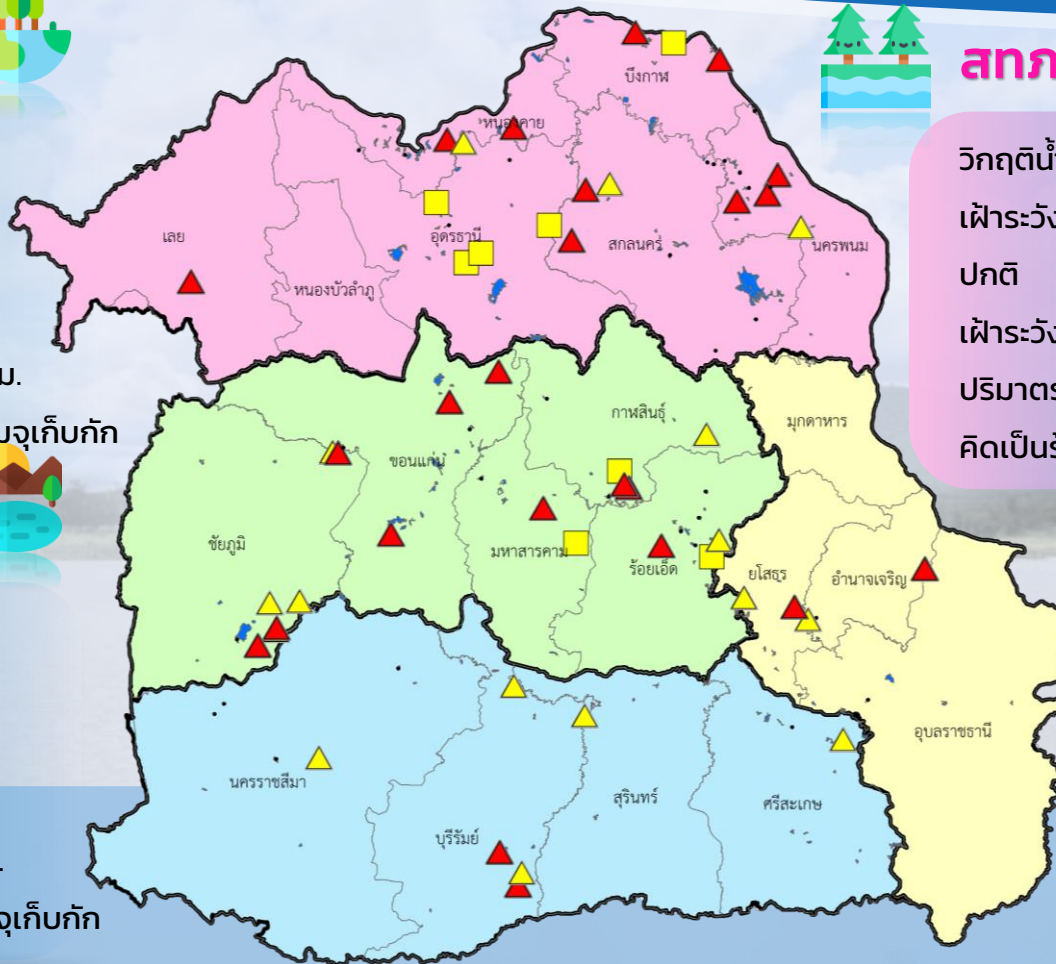 สทภ
บึงกาฬ
หนองคาย
วิกฤติน้ำ
เฝ้าระวัง
ปกติ
เฝ้าระวัง
ปริมาตร
คิดเป็นร้
เลย
อุดรธานี
สกลนคร
นครพนม
หนองบัวลำภู
ม.
มจุเก็บกัก
กาฬสินธุ์
มุกดาหาร
ขอนแก่น
ชัยภูมิ
มหาสารคาม
ร้อยเอ็ด
ยโสธร
อำนาจเจริญ
อุบลราชธานี
นครราชสีมา
สุรินทร์
ศรีสะเกษ
บุรีรัมย์
จุเก็บกัก